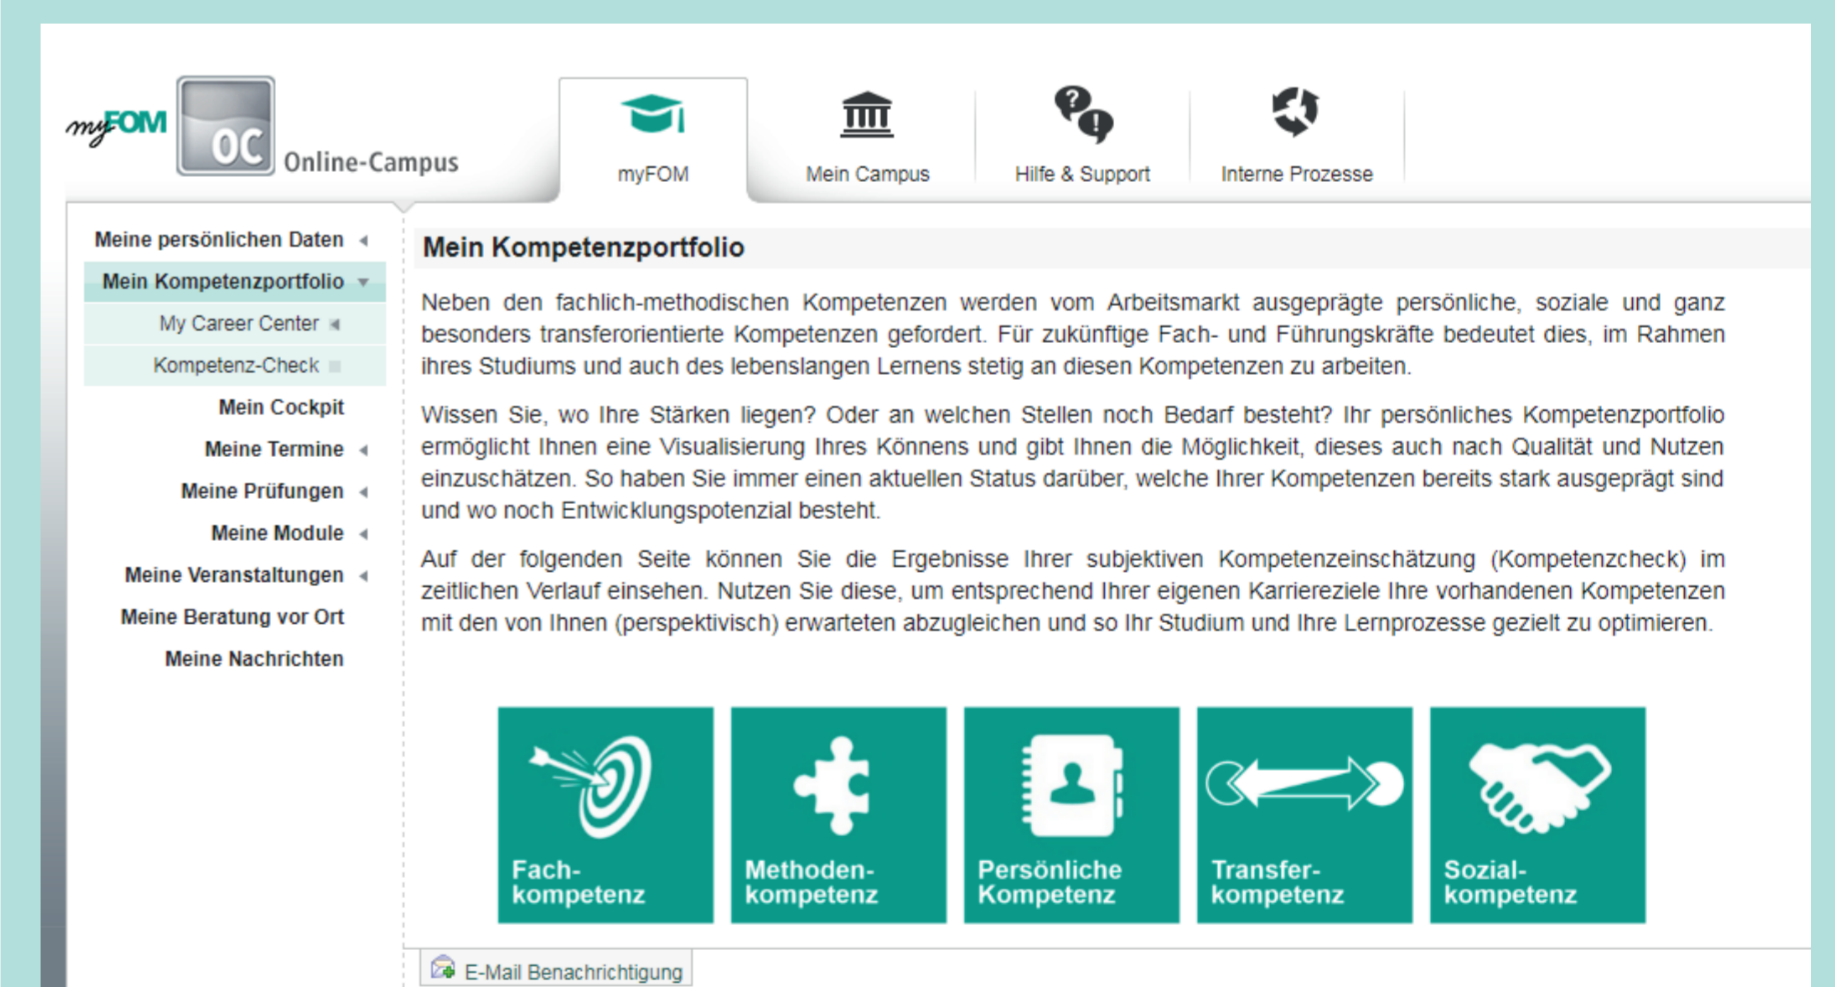 myFOM
OC
Online-Campus
myFOM
Mein Campus
Hilfe & Support
Interne Prozesse
Meine persönlichen Daten
Mein Kompetenzportfolio
My Career Center
Kompetenz-Check
Mein Cockpit
Meine Termine
Meine Prüfungen
Meine Module
Meine Veranstaltungen
Meine Beratung vor Ort
Meine Nachrichten
Mein Kompetenzportfolio
Neben den fachlich-methodischen Kompetenzen werden vom Arbeitsmarkt ausgeprägte persönliche, soziale und ganz
besonders transferorientierte Kompetenzen gefordert. Für zukünftige Fach- und Führungskräfte bedeutet dies, im Rahmen
ihres Studiums und auch des lebenslangen Lernens stetig an diesen Kompetenzen zu arbeiten.
Wissen Sie, wo Ihre Stärken liegen? Oder an welchen Stellen noch Bedarf besteht? Ihr persönliches Kompetenzportfolio
ermöglicht Ihnen eine Visualisierung Ihres Könnens und gibt Ihnen die Möglichkeit, dieses auch nach Qualität und Nutzen
einzuschätzen. So haben Sie immer einen aktuellen Status darüber, welche Ihrer Kompetenzen bereits stark ausgeprägt sind
und wo noch Entwicklungspotenzial besteht.
Auf der folgenden Seite können Sie die Ergebnisse Ihrer subjektiven Kompetenzeinschätzung (Kompetenzcheck) im
zeitlichen Verlauf einsehen. Nutzen Sie diese, um entsprechend Ihrer eigenen Karriereziele Ihre vorhandenen Kompetenzen
mit den von Ihnen (perspektivisch) erwarteten abzugleichen und so Ihr Studium und Ihre Lernprozesse gezielt zu optimieren.
Fach-
kompetenz
Methoden-
kompetenz
Persönliche
Kompetenz
Transfer-
kompetenz
Sozial-
kompetenz
E-Mail Benachrichtigung